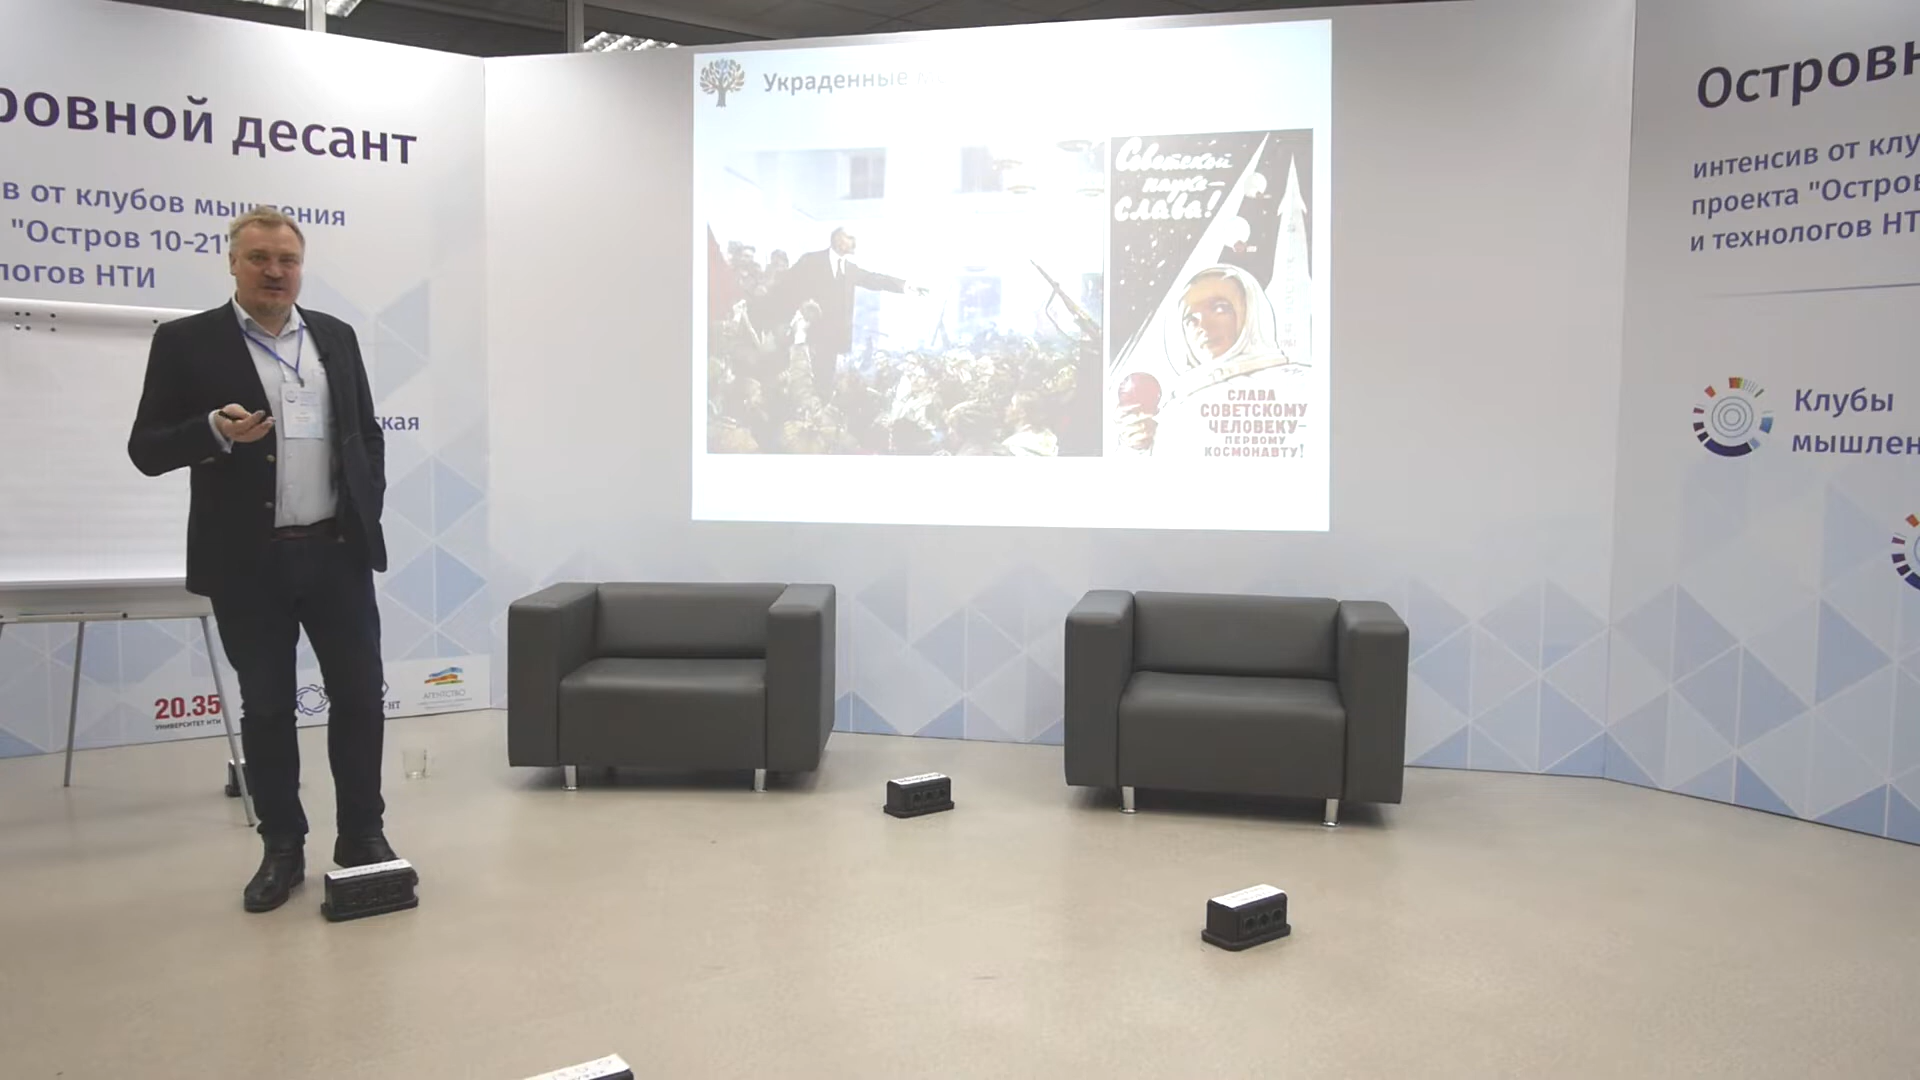 ровной десант
в от клубов мышления
"Остров 10-21"
логов НТИ
ская
20.35
УНИВЕРСИТЕТ НТИ
НТ
АГЕНТСТВО
Украденные
Советской
науке—
слава!
СЛАВА
СОВЕТСКОМУ
ЧЕЛОВЕКУ—
ПЕРВОМУ
КОСМОНАВТУ!
Островн
интенсив от клу
проекта "Остров
и технологов НТ
Клубы
мышлен